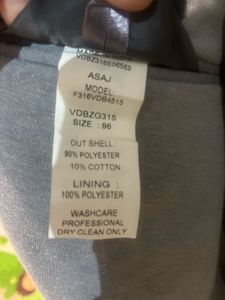 VDBZ316E06569
ASAJ
MODEL:
F316VDB4515
VDBZG315
SIZE : 96
OUT SHELL:
90% POLYESTER
10% COTTON
LINING :
100% POLYESTER
WASHCARE
PROFESSIONAL
DRY CLEAN ONLY